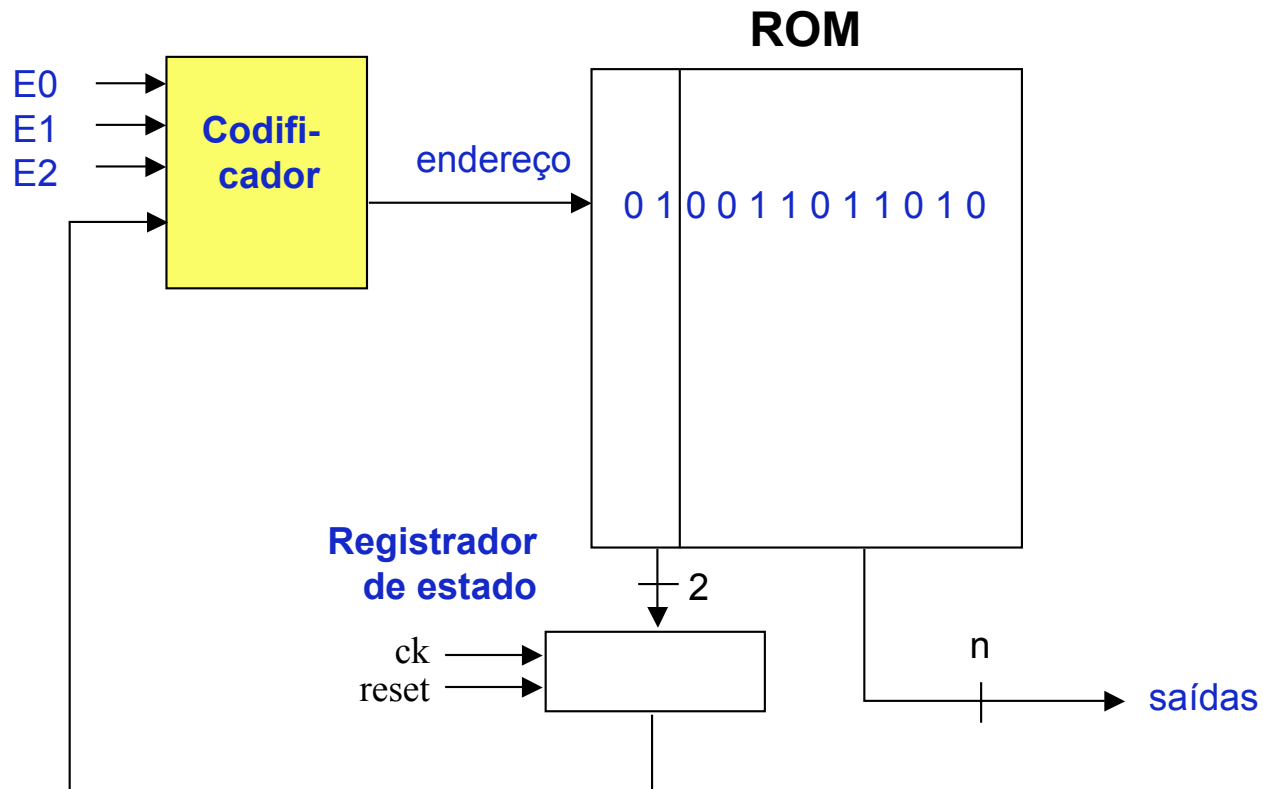 ROM
E0
E1
E2
Codifi-
cador
endereço
0 1 0 0 1 1 0 1 1 0 1 0
Registrador
de estado
2
ck
reset
n
saídas